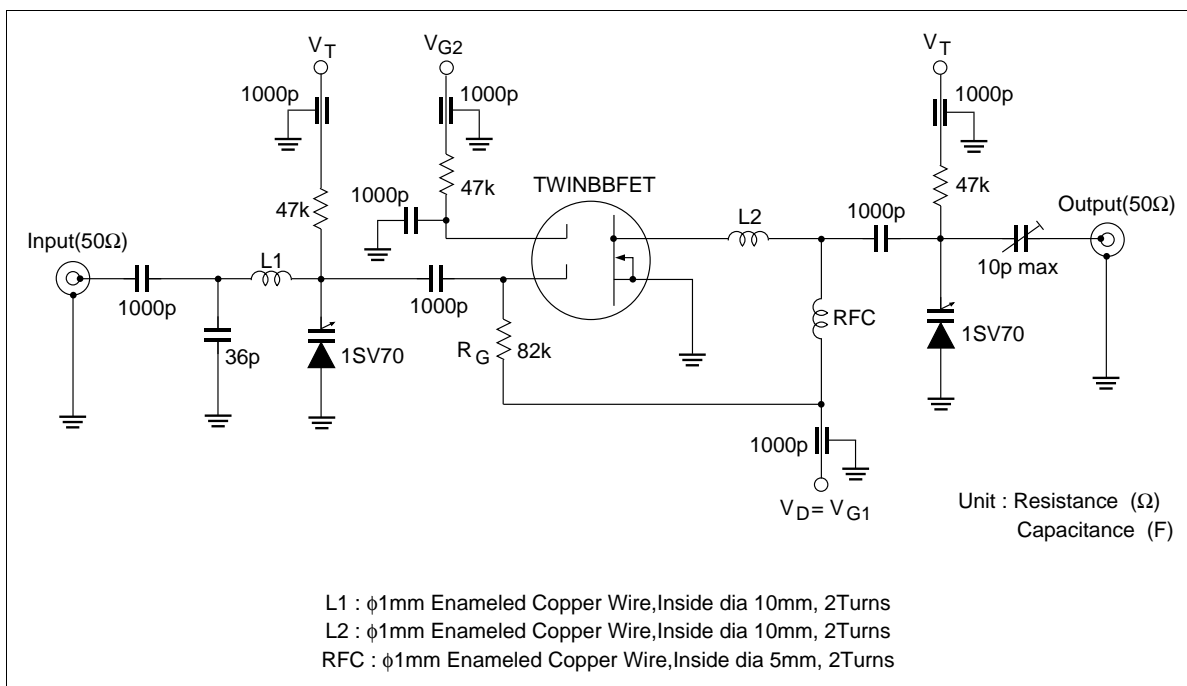 V_T
V_G2
V_T
1000p
1000p
1000p
47k
TWINBBFET
47k
1000p
47k
L2
1000p
Output(50Ω)
Input(50Ω)
L1
10p max
1000p
1000p
RFC
1SV70
36p
1SV70
R_G
82k
1000p
V_D = V_G1
Unit : Resistance (Ω)
Capacitance (F)
L1 : ϕ1mm Enameled Copper Wire,Inside dia 10mm, 2Turns
L2 : ϕ1mm Enameled Copper Wire,Inside dia 10mm, 2Turns
RFC : ϕ1mm Enameled Copper Wire,Inside dia 5mm, 2Turns